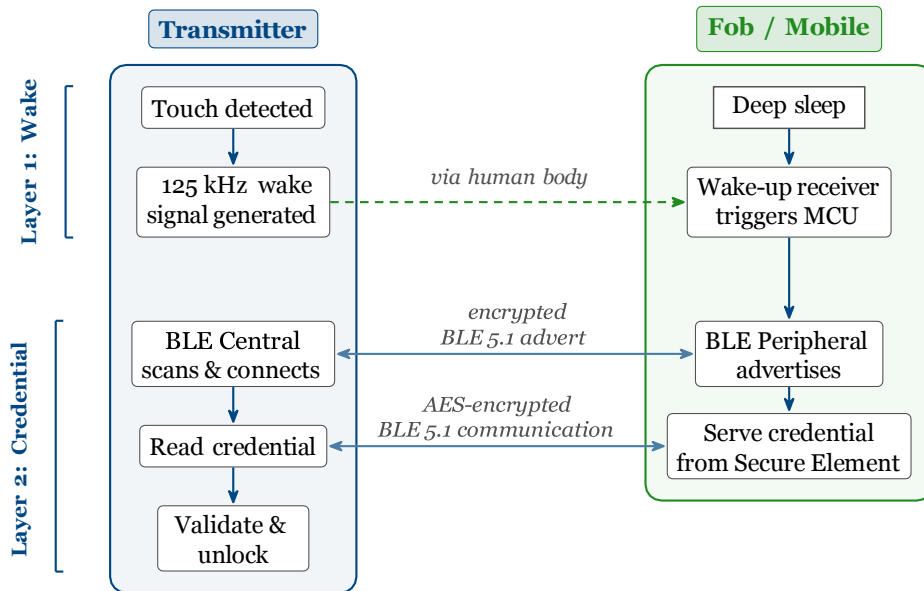 Transmitter
Fob / Mobile
Layer 1: Wake
Touch detected
Deep sleep
125 kHz wake
signal generated
via human body
Wake-up receiver
triggers MCU
Layer 2: Credential
BLE Central
scans & connects
encrypted
BLE 5.1 advert
BLE Peripheral
advertises
Read credential
AES-encrypted
BLE 5.1 communication
Serve credential
from Secure Element
Validate &
unlock